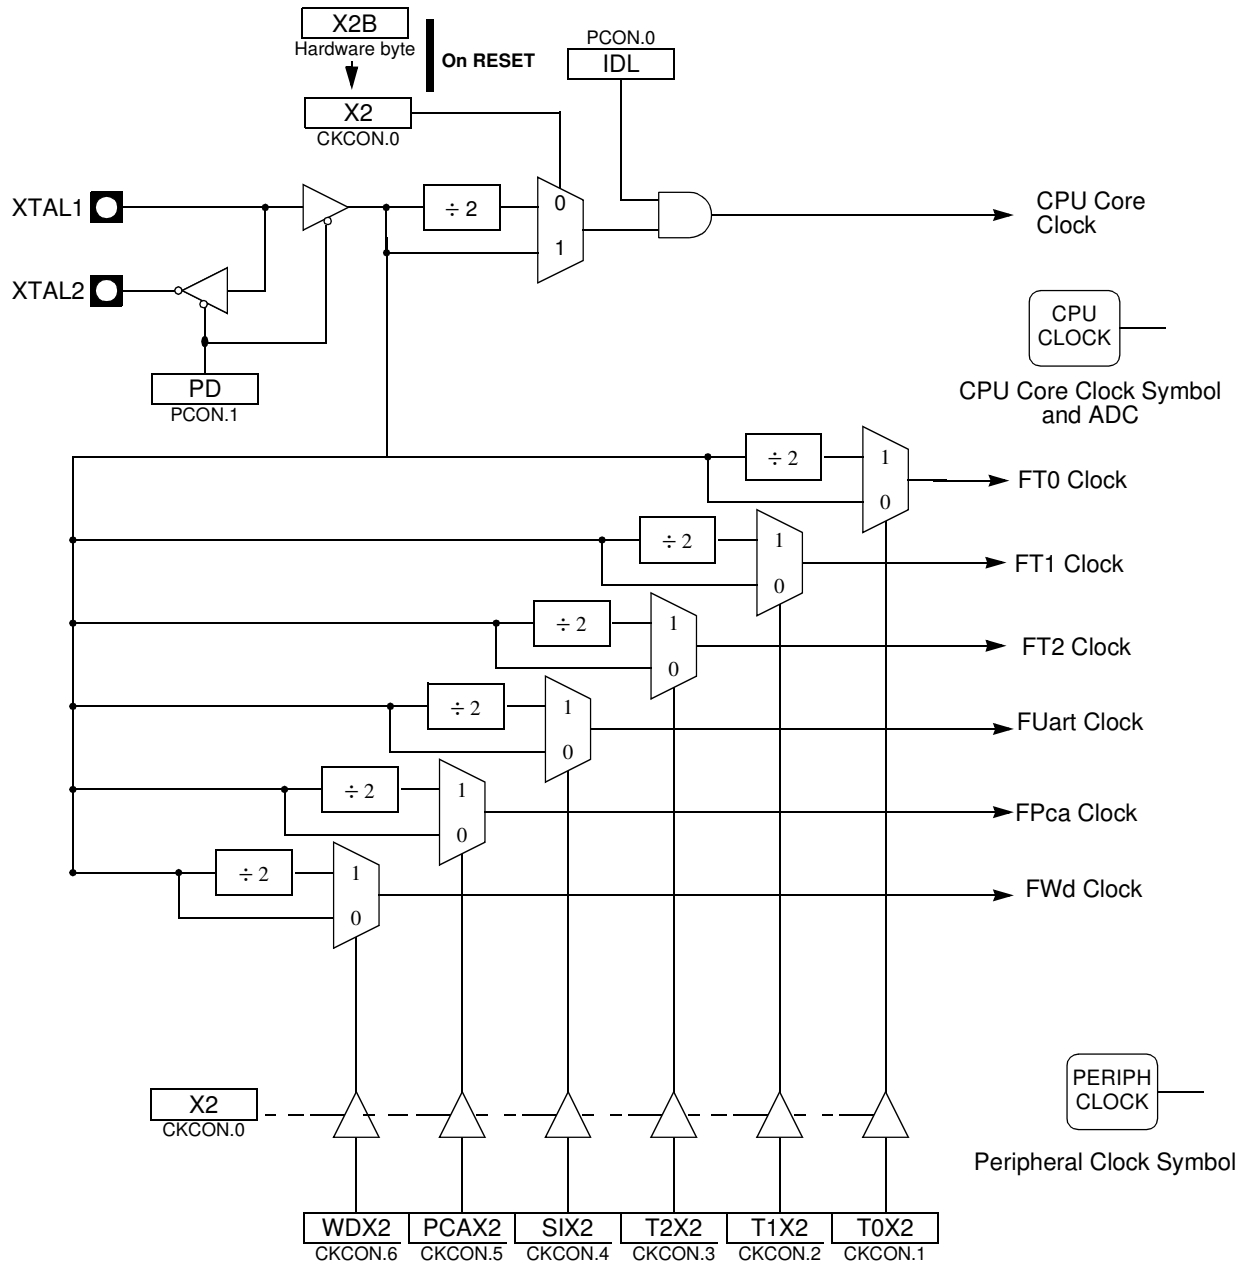 X2B
Hardware byte
On RESET
PCON.0
IDL
X2
CKCON.0
XTAL1
÷ 2
0
1
CPU Core
Clock
XTAL2
CPU
CLOCK
PD
PCON.1
CPU Core Clock Symbol
and ADC
÷ 2
1
0
FT0 Clock
÷ 2
1
0
FT1 Clock
÷ 2
1
0
FT2 Clock
÷ 2
1
0
FUart Clock
÷ 2
1
0
FPca Clock
÷ 2
1
0
FWd Clock
X2
CKCON.0
PERIPH
CLOCK
Peripheral Clock Symbol
WDX2 PCAX2 SIX2 T2X2 T1X2 T0X2
CKCON.6 CKCON.5 CKCON.4 CKCON.3 CKCON.2 CKCON.1